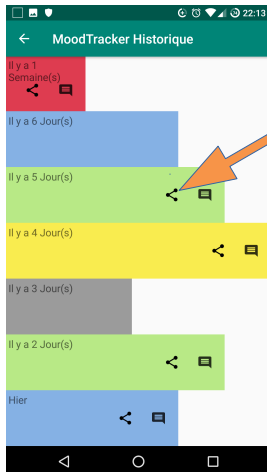 22:13
MoodTracker Historique
Il y a 1
Semaine(s)
Il y a 6 Jour(s)
Il y a 5 Jour(s)
Il y a 4 Jour(s)
Il y a 3 Jour(s)
Il y a 2 Jour(s)
Hier